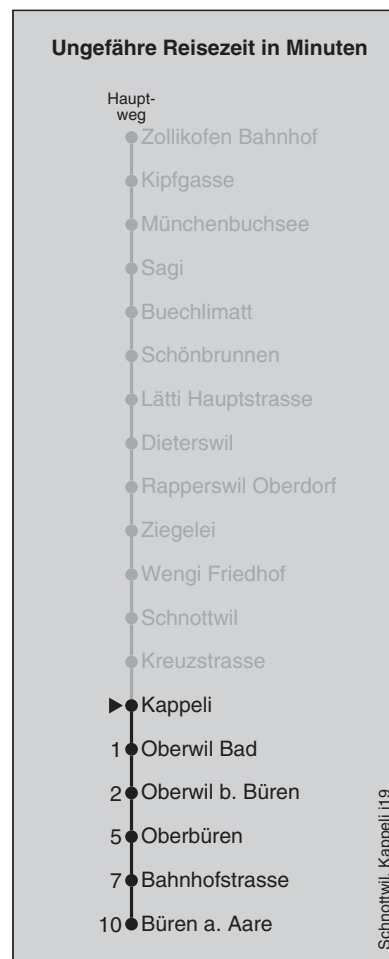 Ungefähre Reisezeit in Minuten
Haupt-
weg
Zollikofen Bahnhof
Kipfgasse
Münchenbuchsee
Sagi
Buechlimatt
Schönbrunnen
Lätti Hauptstrasse
Dieterswil
Rapperswil Oberdorf
Ziegelei
Wengi Friedhof
Schnottwil
Kreuzstrasse
Kappeli
1 Oberwil Bad
2 Oberwil b. Büren
5 Oberbüren
7 Bahnhofstrasse
10 Büren a. Aare
Schnottwil, Kappeli j19